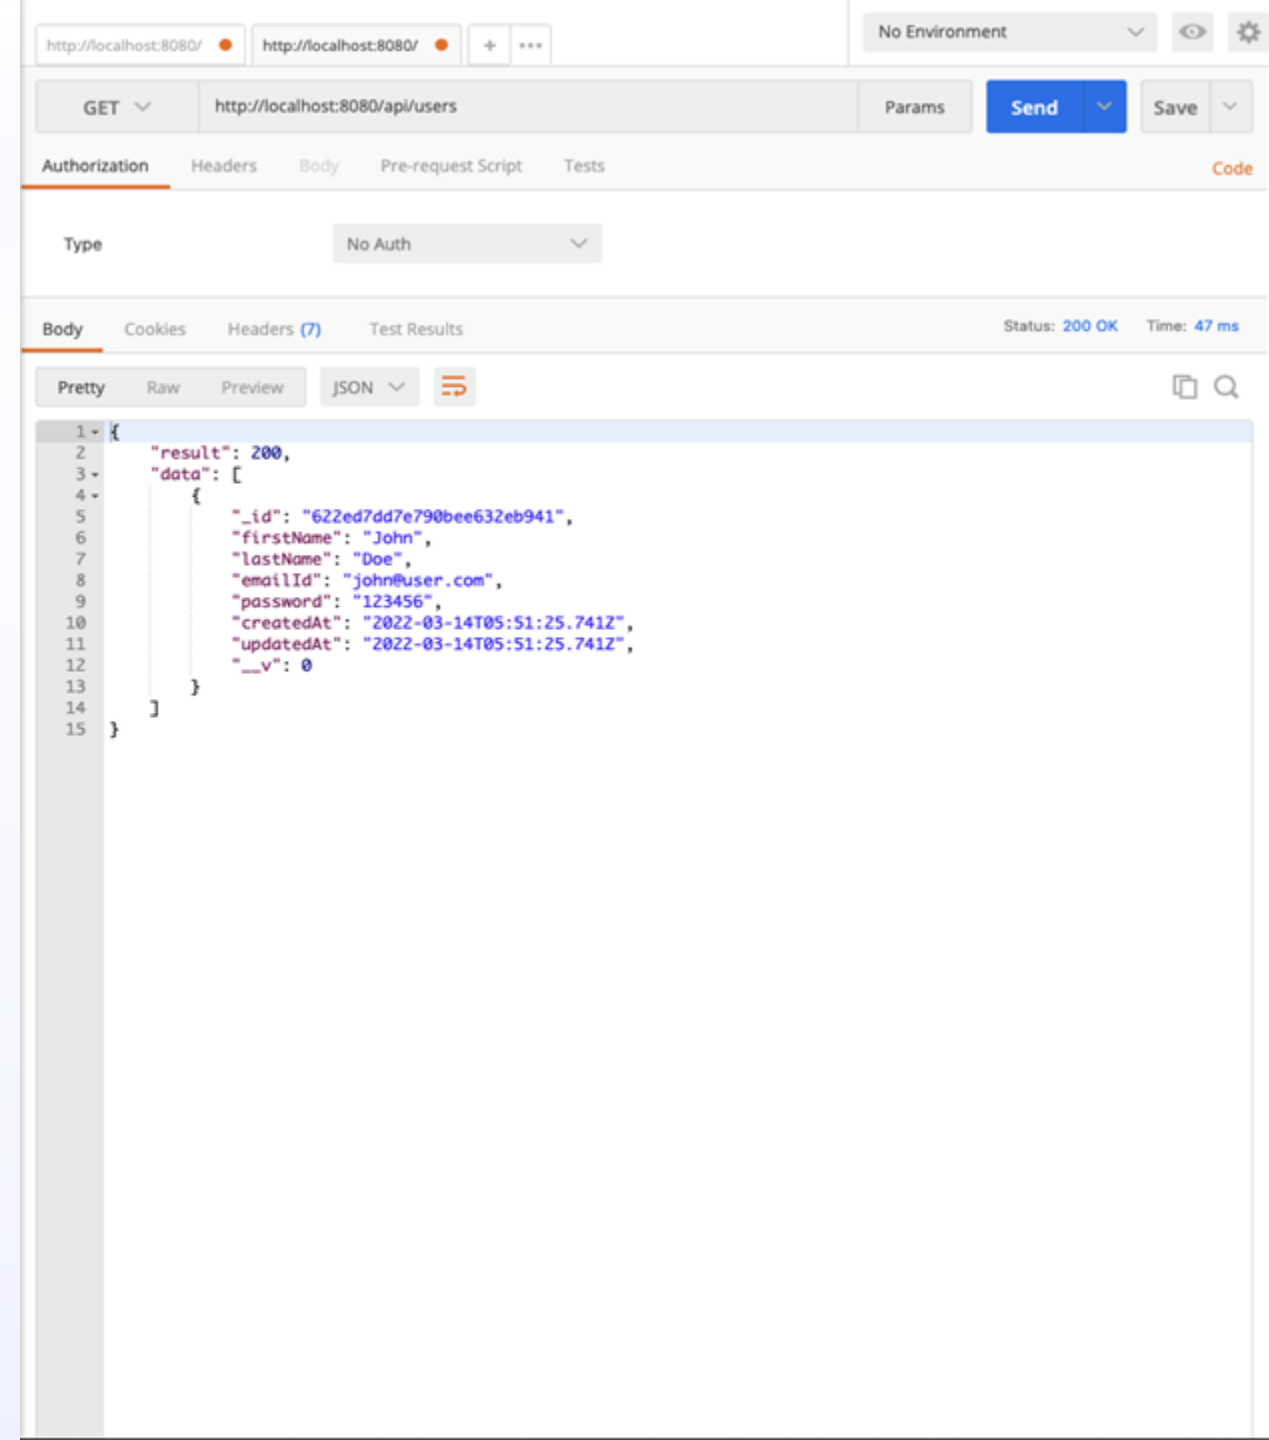 http://localhost:8080/ http://localhost:8080/ + ••• No Environment
GET http://localhost:8080/api/users Params Send Save
Authorization Headers Body Pre-request Script Tests Code
Type No Auth
Body Cookies Headers (7) Test Results Status: 200 OK Time: 47 ms
Pretty Raw Preview JSON
1 {
2 "result": 200,
3 "data": [
4 {
5 "_id": "622ed7dd7e790bee632eb941",
6 "firstName": "John",
7 "lastName": "Doe",
8 "emailId": "john@user.com",
9 "password": "123456",
10 "createdAt": "2022-03-14T05:51:25.741Z",
11 "updatedAt": "2022-03-14T05:51:25.741Z",
12 "__v": 0
13 }
14 ]
15 }